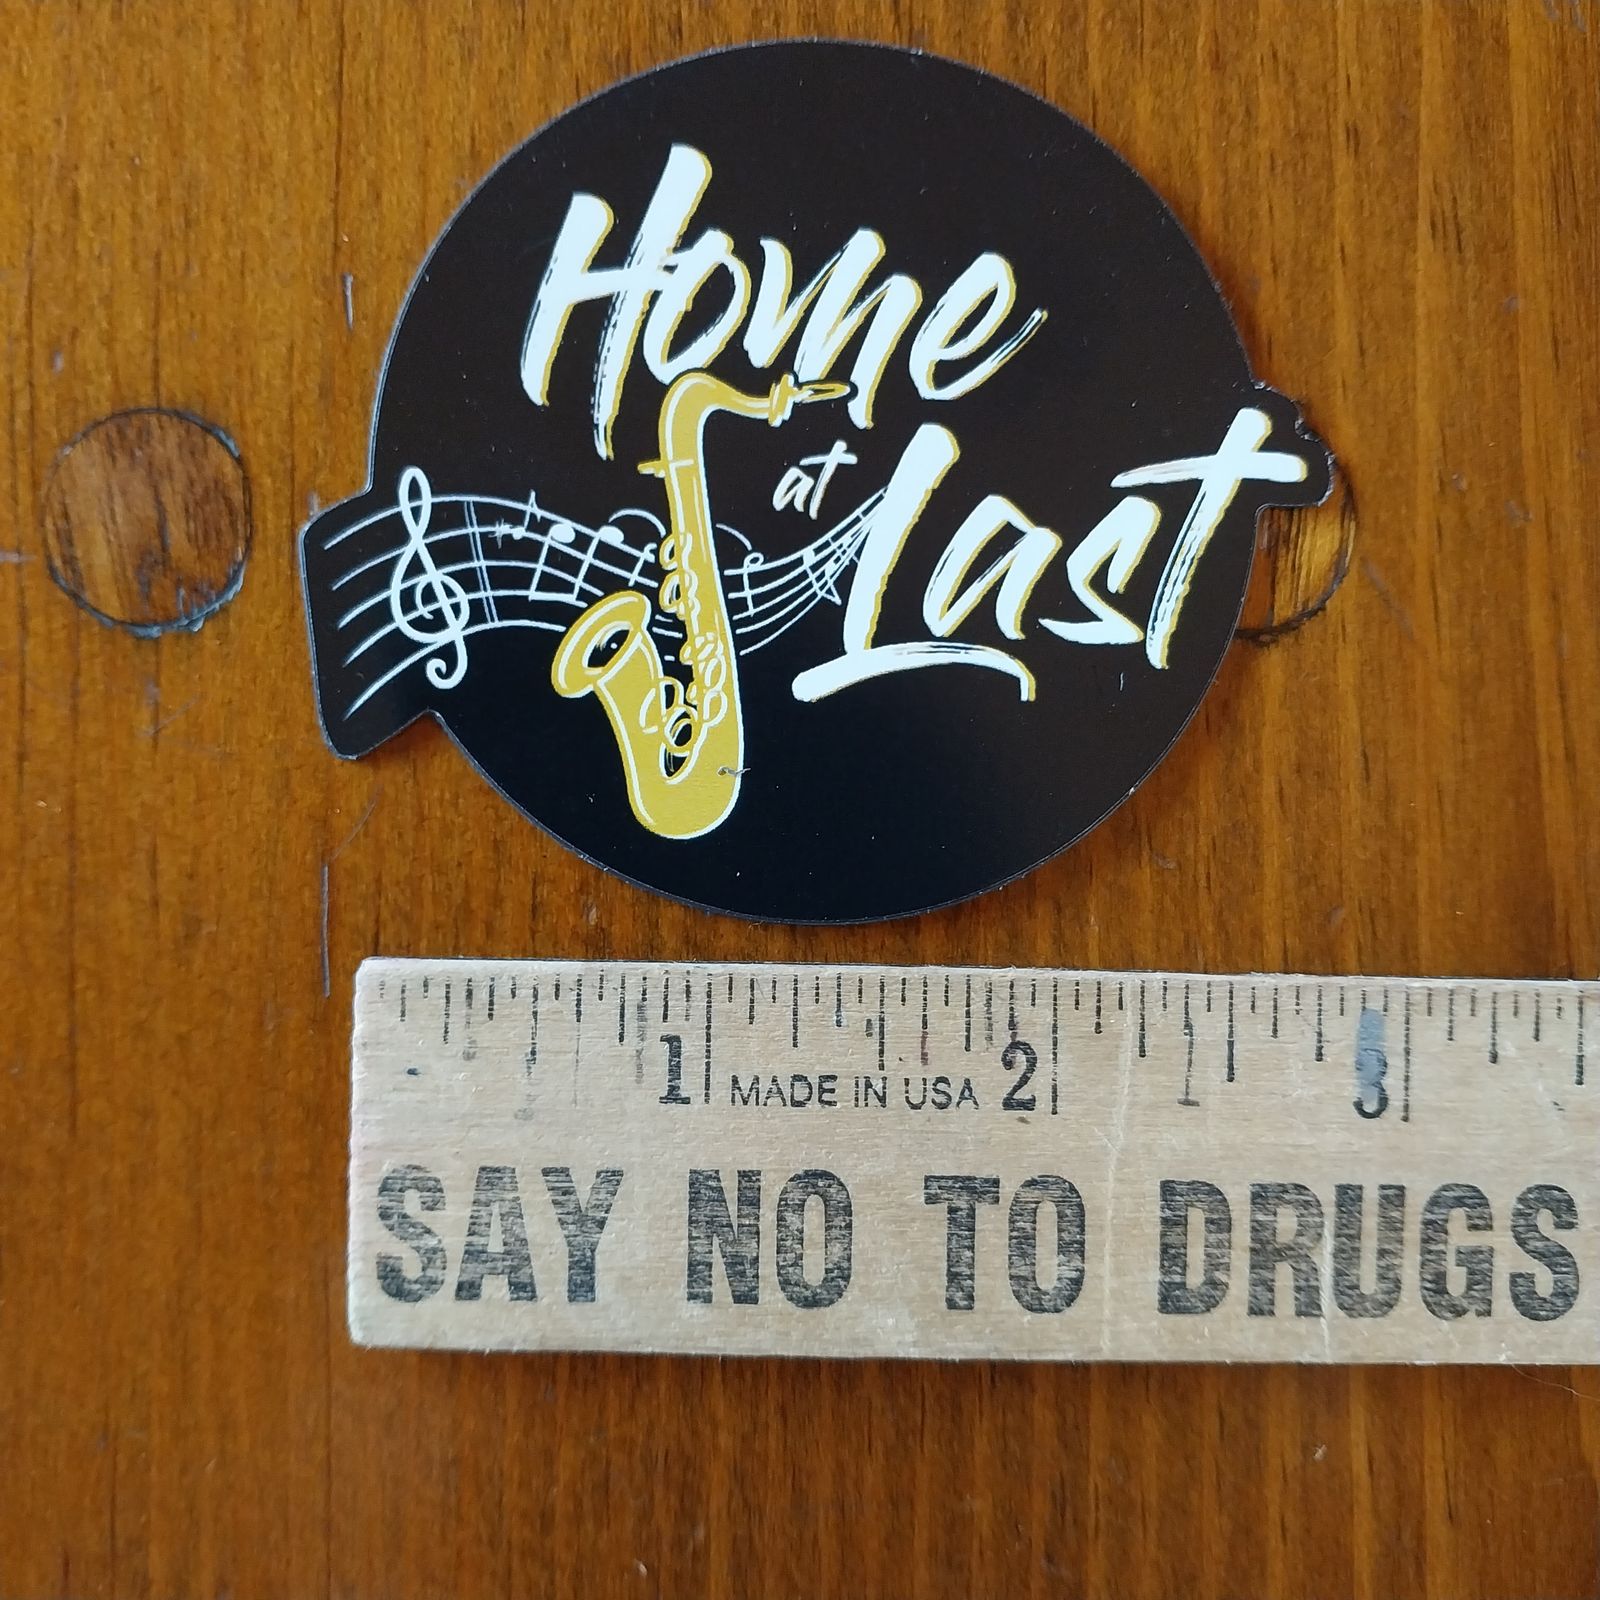 Home
at Last
1 MADE IN USA 2 3
SAY NO TO DRUGS